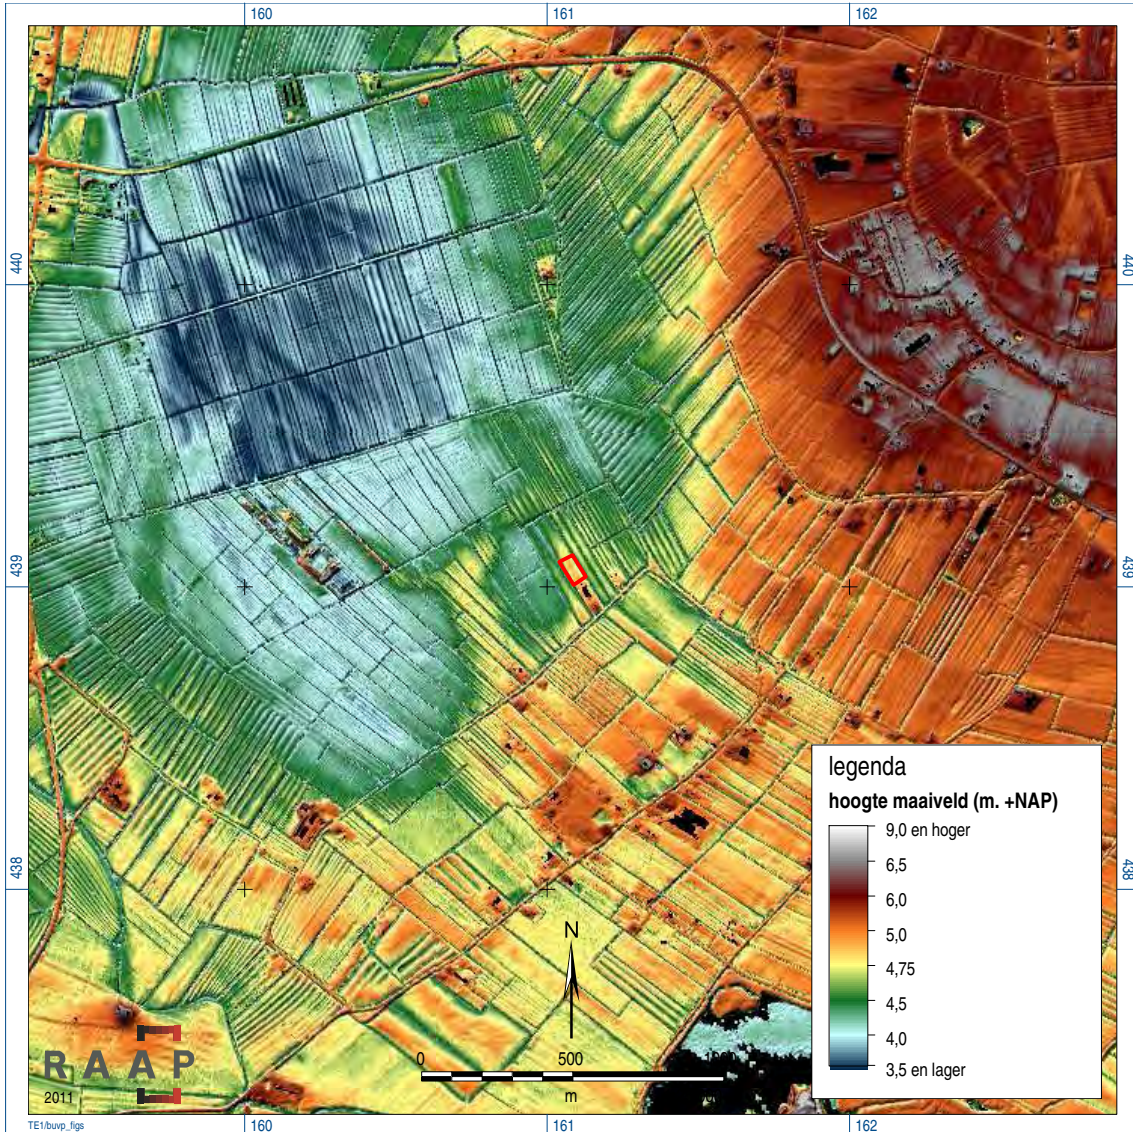 160 161 162
440 440
439 439
438 438
legenda
hoogte maaiveld (m. +NAP)
9,0 en hoger
6,5
6,0
5,0
4,75
4,5
4,0
3,5 en lager
N
0 500
m
RAAP
2011
TE1/buvp_figs
160 161 162